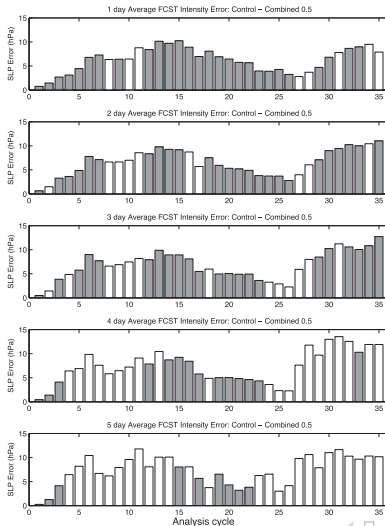 1 day Average FCST Intensity Error: Control – Combined 0.5
SLP Error (hPa)
15
10
5
0
0 5 10 15 20 25 30 35
2 day Average FCST Intensity Error: Control – Combined 0.5
SLP Error (hPa)
15
10
5
0
0 5 10 15 20 25 30 35
3 day Average FCST Intensity Error: Control – Combined 0.5
SLP Error (hPa)
15
10
5
0
0 5 10 15 20 25 30 35
4 day Average FCST Intensity Error: Control – Combined 0.5
SLP Error (hPa)
15
10
5
0
0 5 10 15 20 25 30 35
5 day Average FCST Intensity Error: Control – Combined 0.5
SLP Error (hPa)
15
10
5
0
0 5 10 15 20 25 30 35
Analysis cycle